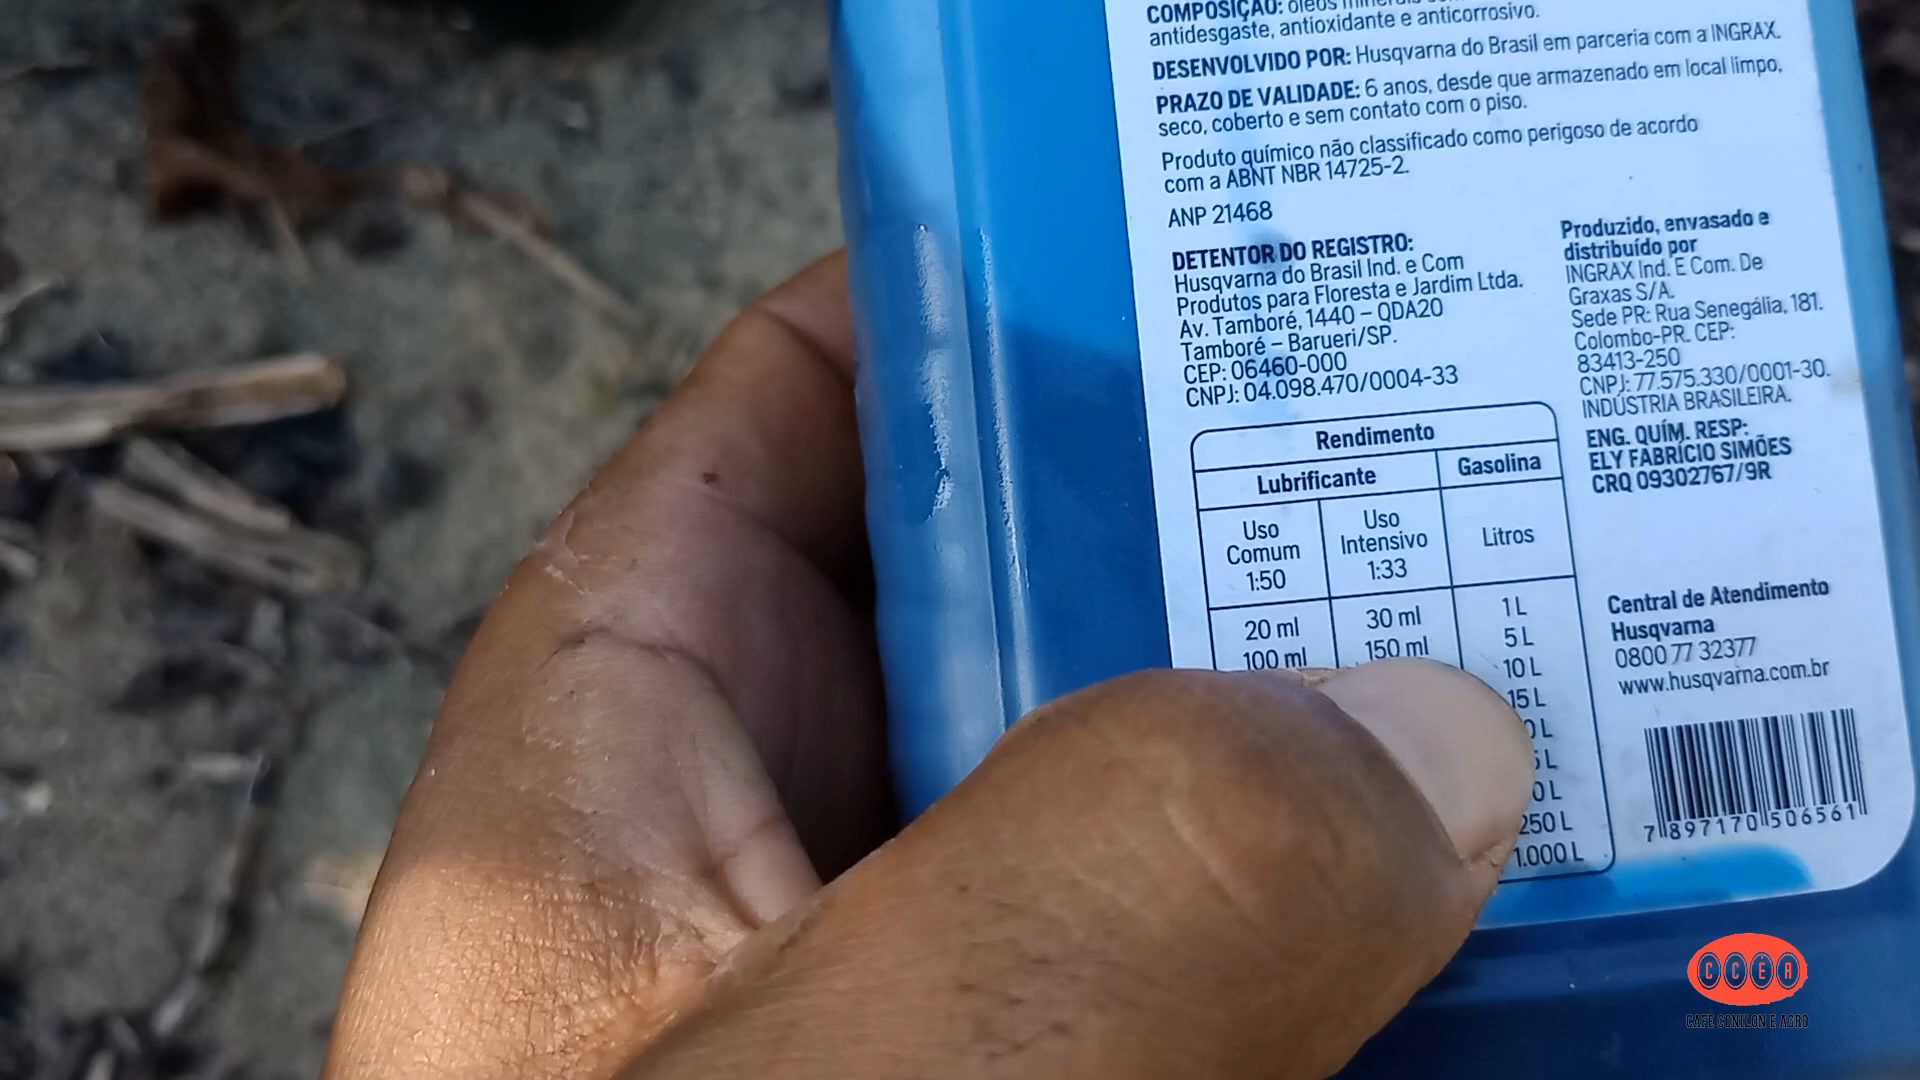 COMPOSIÇÃO: óleos minerais
antidesgaste, antioxidante e anticorrosivo.
DESENVOLVIDO POR: Husqvarna do Brasil em parceria com a INGRAX.
PRAZO DE VALIDADE: 6 anos, desde que armazenado em local limpo,
seco, coberto e sem contato com o piso.
Produto químico não classificado como perigoso de acordo
com a ABNT NBR 14725-2.
ANP 21468
DETENTOR DO REGISTRO:
Husqvarna do Brasil Ind. e Com
Produtos para Floresta e Jardim Ltda.
Av. Tamboré, 1440 – QDA20
Tamboré – Barueri/SP.
CEP: 06460-000
CNPJ: 04.098.470/0004-33
Produzido, envasado e
distribuído por
INGRAX Ind. E Com. De
Graxas S/A.
Sede PR: Rua Senegália, 181.
Colombo-PR. CEP:
83413-250
CNPJ: 77.575.330/0001-30.
INDÚSTRIA BRASILEIRA.
ENG. QUÍM. RESP:
ELY FABRÍCIO SIMÕES
CRQ 09302767/9R
Rendimento
Lubrificante Gasolina
Uso Comum 1:50 Uso Intensivo 1:33 Litros
20 ml 30 ml 1 L
100 ml 150 ml 5 L
10 L
15 L
L
L
0 L
250 L
1.000 L
Central de Atendimento
Husqvarna
0800 77 32377
www.husqvarna.com.br
7 897170 506561
CCEA
CAFE CONILON E AGRO